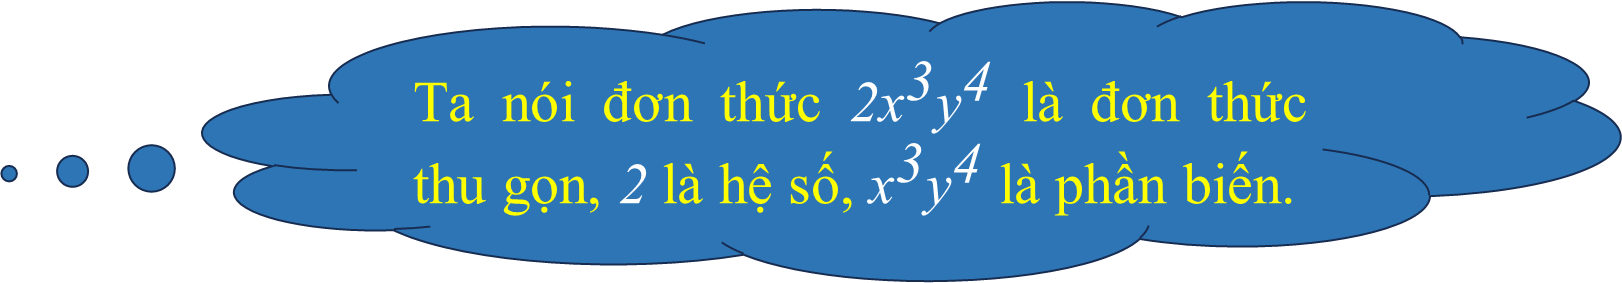 Ta nói đơn thức 2x³y⁴ là đơn thức
thu gọn, 2 là hệ số, x³y⁴ là phần biến.